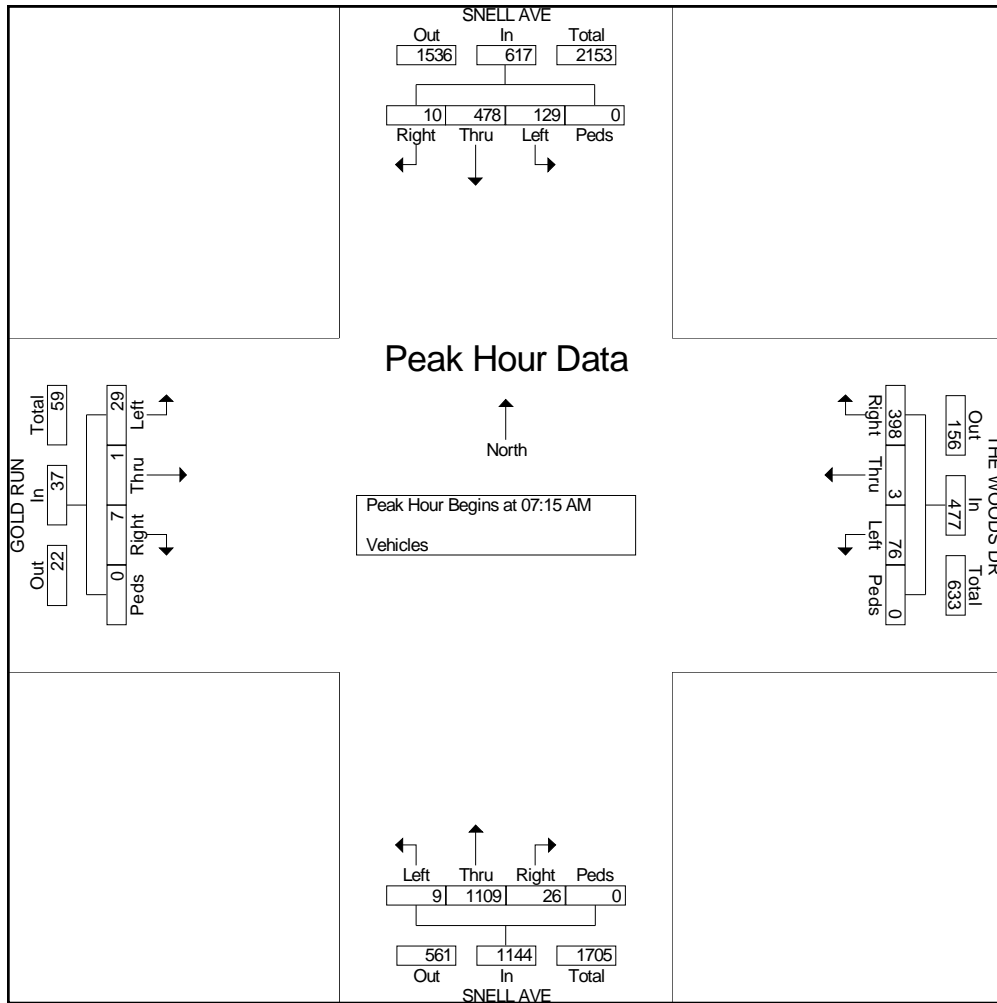 SNELL AVE
Out In Total
1536 617 2153
10 478 129 0
Right Thru Left Peds
Peak Hour Data
North
Peak Hour Begins at 07:15 AM
Vehicles
GOLD RUN
Out In Total
22 37 59
29 1 7 0
Left Thru Right Peds
THE WOODS DR
Out In Total
156 477 633
398 3 76 0
Right Thru Left Peds
Left Thru Right Peds
9 1109 26 0
561 1144 1705
Out In Total
SNELL AVE